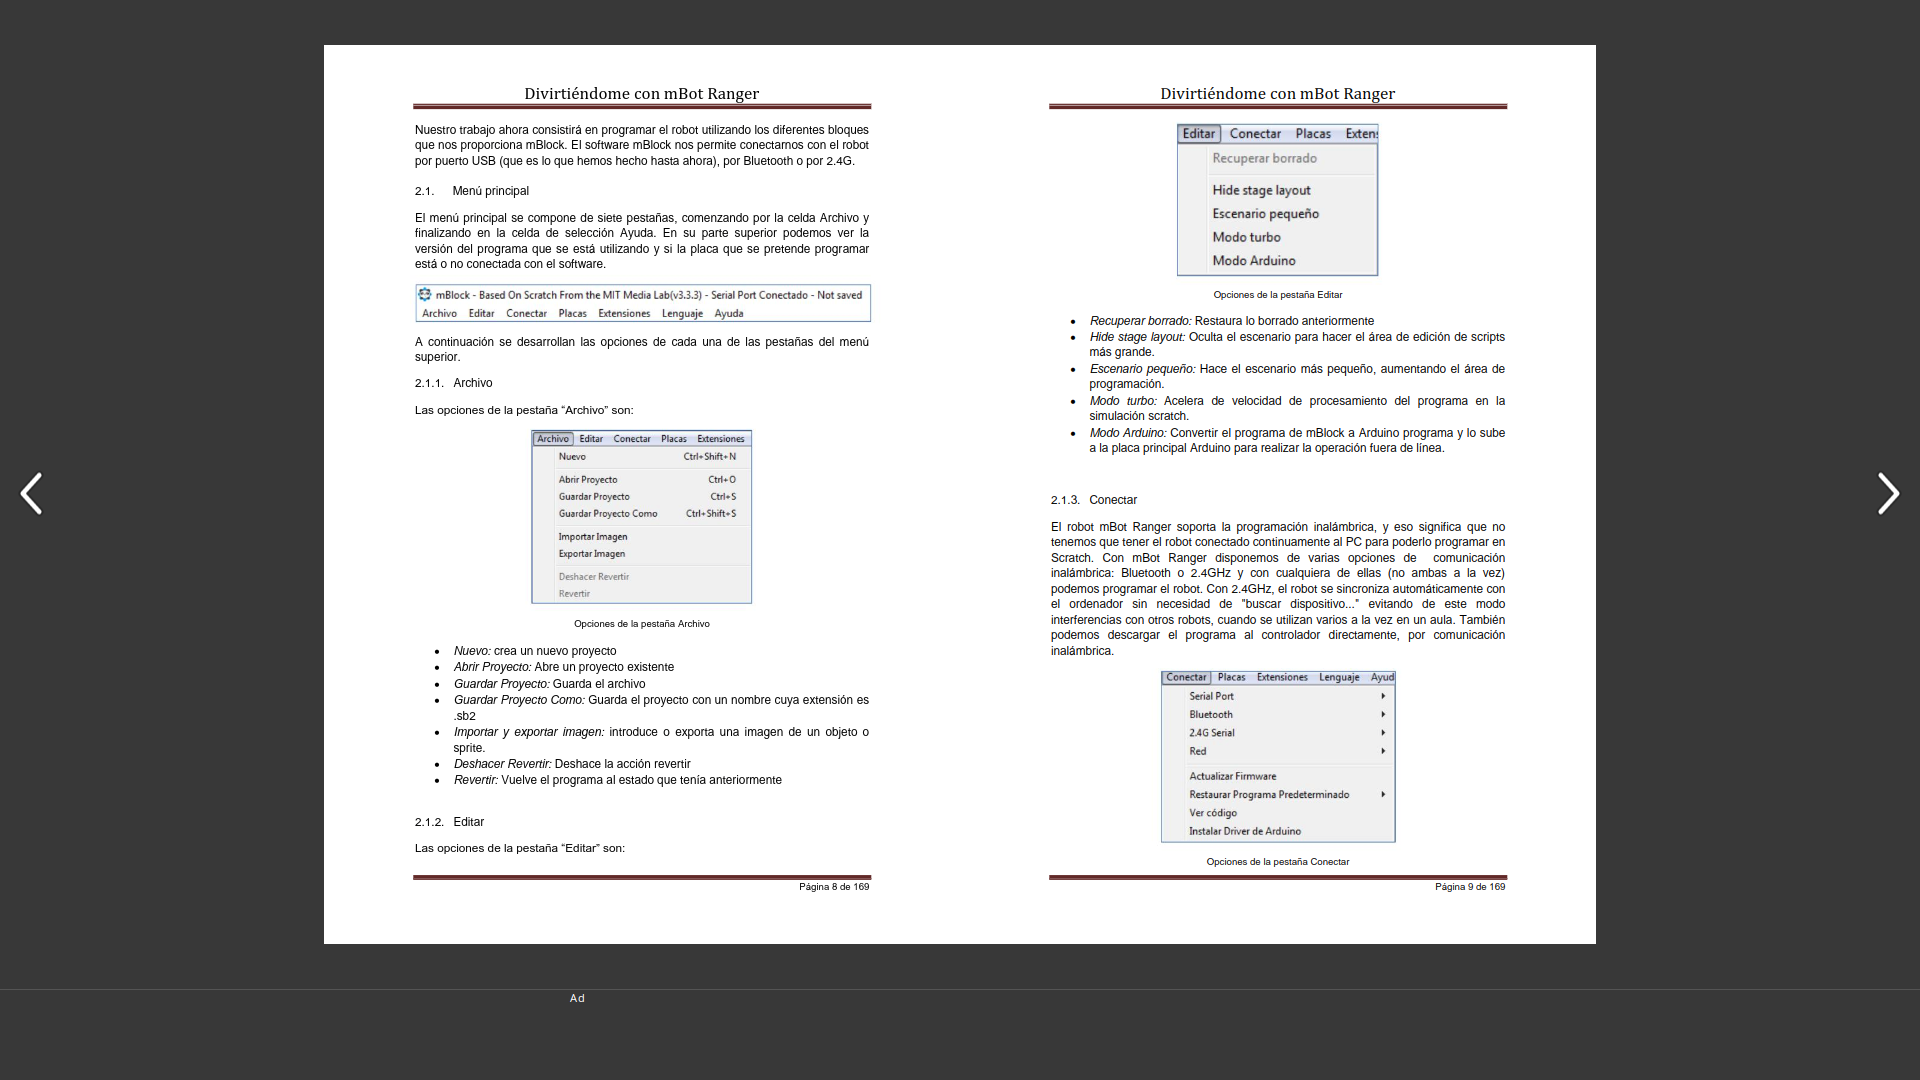 Divirtiéndome con mBot Ranger
Nuestro trabajo ahora consistirá en programar el robot utilizando los diferentes bloques
que nos proporciona mBlock. El software mBlock nos permite conectarnos con el robot
por puerto USB (que es lo que hemos hecho hasta ahora), por Bluetooth o por 2.4G.
2.1. Menú principal
El menú principal se compone de siete pestañas, comenzando por la celda Archivo y
finalizando en la celda de selección Ayuda. En su parte superior podemos ver la
versión del programa que se está utilizando y si la placa que se pretende programar
está o no conectada con el software.
mBlock - Based On Scratch From the MIT Media Lab(v3.3.3) - Serial Port Conectado - Not saved
Archivo Editar Conectar Placas Extensiones Lenguaje Ayuda
A continuación se desarrollan las opciones de cada una de las pestañas del menú
superior.
2.1.1. Archivo
Las opciones de la pestaña “Archivo” son:
Archivo Editar Conectar Placas Extensiones
Nuevo Ctrl+Shift+N
Abrir Proyecto Ctrl+O
Guardar Proyecto Ctrl+S
Guardar Proyecto Como Ctrl+Shift+S
Importar Imagen
Exportar Imagen
Deshacer Revertir
Revertir
Opciones de la pestaña Archivo
• Nuevo: crea un nuevo proyecto
• Abrir Proyecto: Abre un proyecto existente
• Guardar Proyecto: Guarda el archivo
• Guardar Proyecto Como: Guarda el proyecto con un nombre cuya extensión es
.sb2
• Importar y exportar imagen: introduce o exporta una imagen de un objeto o
sprite.
• Deshacer Revertir: Deshace la acción revertir
• Revertir: Vuelve el programa al estado que tenía anteriormente
2.1.2. Editar
Las opciones de la pestaña “Editar” son:
Página 8 de 169
Divirtiéndome con mBot Ranger
Editar Conectar Placas Extens
Recuperar borrado
Hide stage layout
Escenario pequeño
Modo turbo
Modo Arduino
Opciones de la pestaña Editar
• Recuperar borrado: Restaura lo borrado anteriormente
• Hide stage layout: Oculta el escenario para hacer el área de edición de scripts
más grande.
• Escenario pequeño: Hace el escenario más pequeño, aumentando el área de
programación.
• Modo turbo: Acelera de velocidad de procesamiento del programa en la
simulación scratch.
• Modo Arduino: Convertir el programa de mBlock a Arduino programa y lo sube
a la placa principal Arduino para realizar la operación fuera de línea.
2.1.3. Conectar
El robot mBot Ranger soporta la programación inalámbrica, y eso significa que no
tenemos que tener el robot conectado continuamente al PC para poderlo programar en
Scratch. Con mBot Ranger disponemos de varias opciones de comunicación
inalámbrica: Bluetooth o 2.4GHz y con cualquiera de ellas (no ambas a la vez)
podemos programar el robot. Con 2.4GHz, el robot se sincroniza automáticamente con
el ordenador sin necesidad de "buscar dispositivo..." evitando de este modo
interferencias con otros robots, cuando se utilizan varios a la vez en un aula. También
podemos descargar el programa al controlador directamente, por comunicación
inalámbrica.
Conectar Placas Extensiones Lenguaje Ayud
Serial Port
Bluetooth
2.4G Serial
Red
Actualizar Firmware
Restaurar Programa Predeterminado
Ver código
Instalar Driver de Arduino
Opciones de la pestaña Conectar
Página 9 de 169
Ad